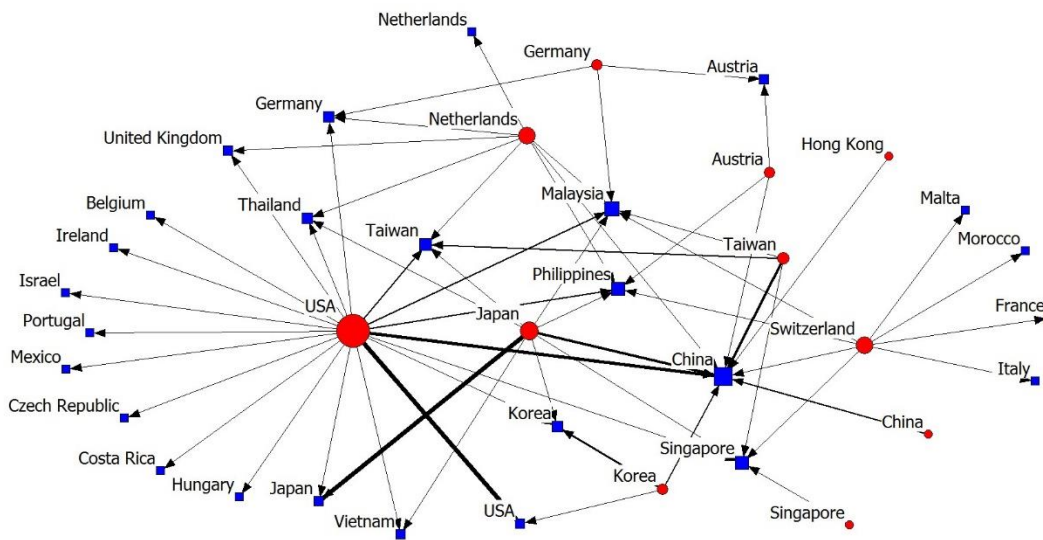 Netherlands
Germany
Austria
Germany
Netherlands
United Kingdom
Hong Kong
Austria
Malaysia
Malta
Belgium
Thailand
Taiwan
Ireland
Taiwan
Morocco
Philippines
Israel
USA
Japan
Switzerland
France
Portugal
China
Mexico
Italy
Czech Republic
Korea
China
Singapore
Costa Rica
Hungary
Japan
Korea
Vietnam
USA
Singapore